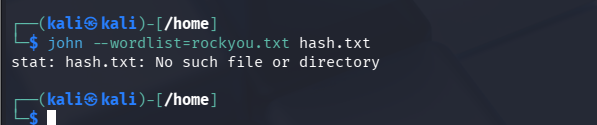 ┌──(kali㉿kali)-[/home]
└─$ john --wordlist=rockyou.txt hash.txt
stat: hash.txt: No such file or directory
┌──(kali㉿kali)-[/home]
└─$